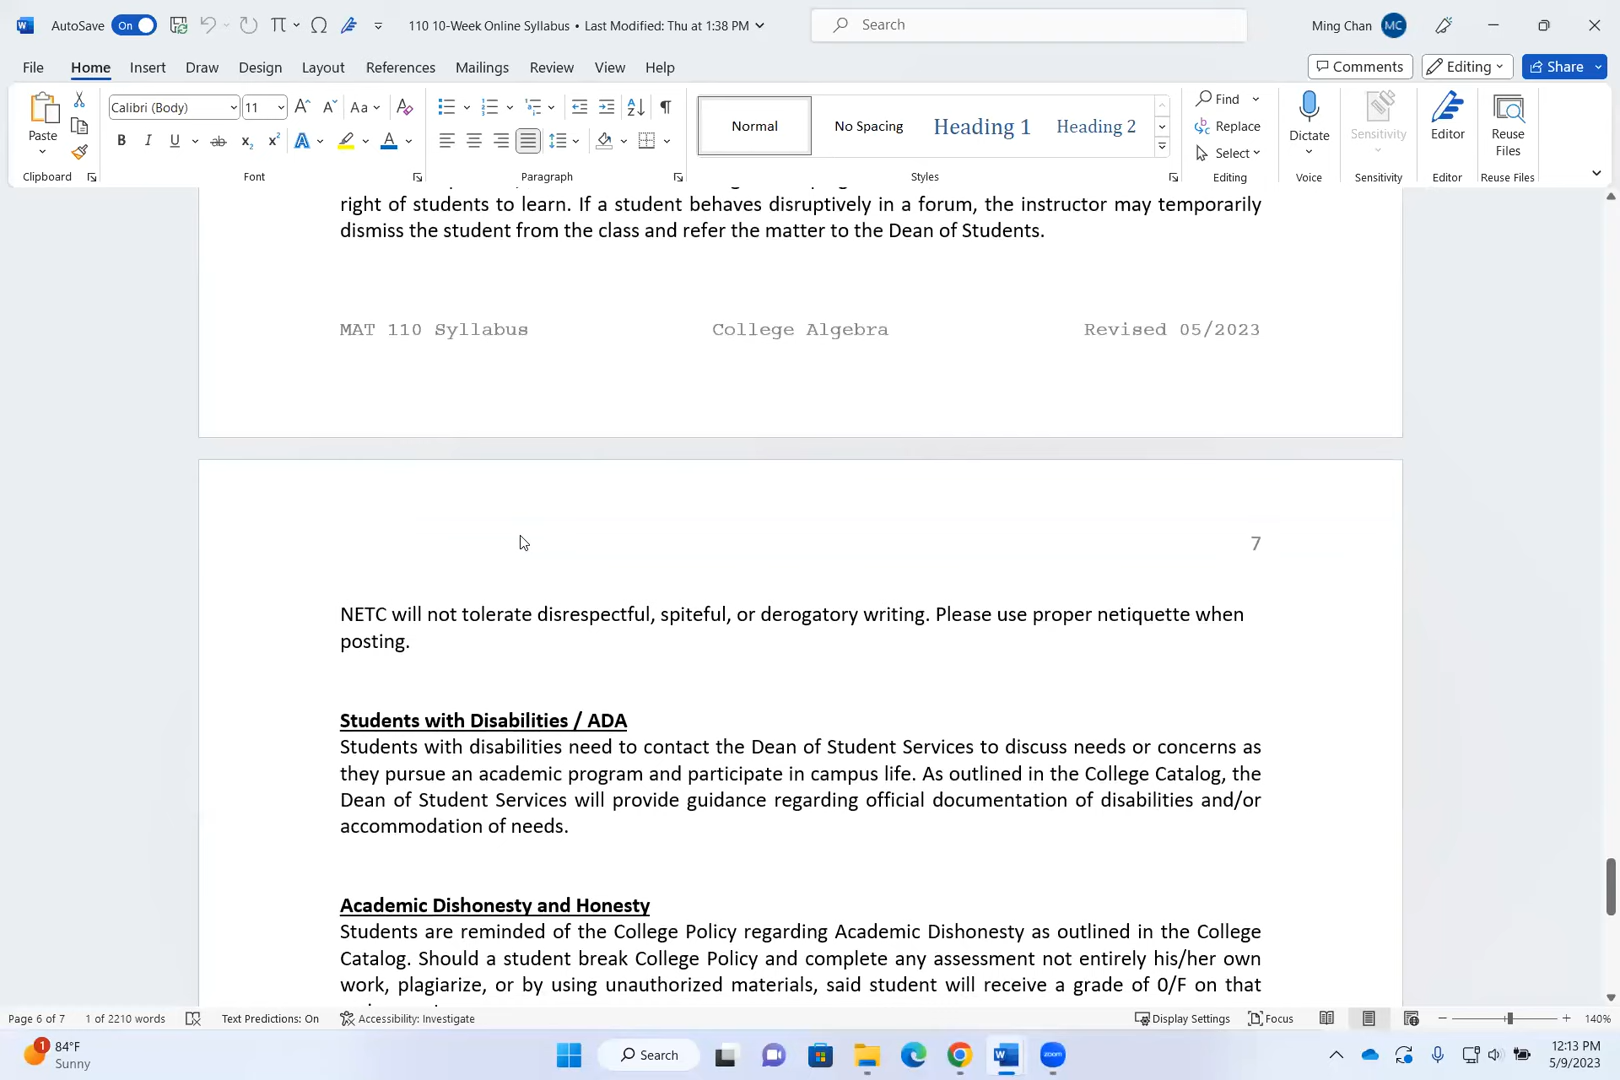 AutoSave On 110 10-Week Online Syllabus • Last Modified: Thu at 1:38 PM Search Ming Chan MC
File Home Insert Draw Design Layout References Mailings Review View Help Comments Editing Share
Paste Calibri (Body) 11 Aa Normal No Spacing Heading 1 Heading 2 Find Replace Select Dictate Sensitivity Editor Reuse Files
Clipboard Font Paragraph Styles Editing Voice Sensitivity Editor Reuse Files
right of students to learn. If a student behaves disruptively in a forum, the instructor may temporarily
dismiss the student from the class and refer the matter to the Dean of Students.
MAT 110 Syllabus College Algebra Revised 05/2023
7
NETC will not tolerate disrespectful, spiteful, or derogatory writing. Please use proper netiquette when
posting.
Students with Disabilities / ADA
Students with disabilities need to contact the Dean of Student Services to discuss needs or concerns as
they pursue an academic program and participate in campus life. As outlined in the College Catalog, the
Dean of Student Services will provide guidance regarding official documentation of disabilities and/or
accommodation of needs.
Academic Dishonesty and Honesty
Students are reminded of the College Policy regarding Academic Dishonesty as outlined in the College
Catalog. Should a student break College Policy and complete any assessment not entirely his/her own
work, plagiarize, or by using unauthorized materials, said student will receive a grade of 0/F on that
Page 6 of 7 1 of 2210 words Text Predictions: On Accessibility: Investigate Display Settings Focus 140%
1 84°F Search zoom 12:13 PM
Sunny 5/9/2023